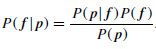 P(f|p) = P(p|f)P(f) / P(p)